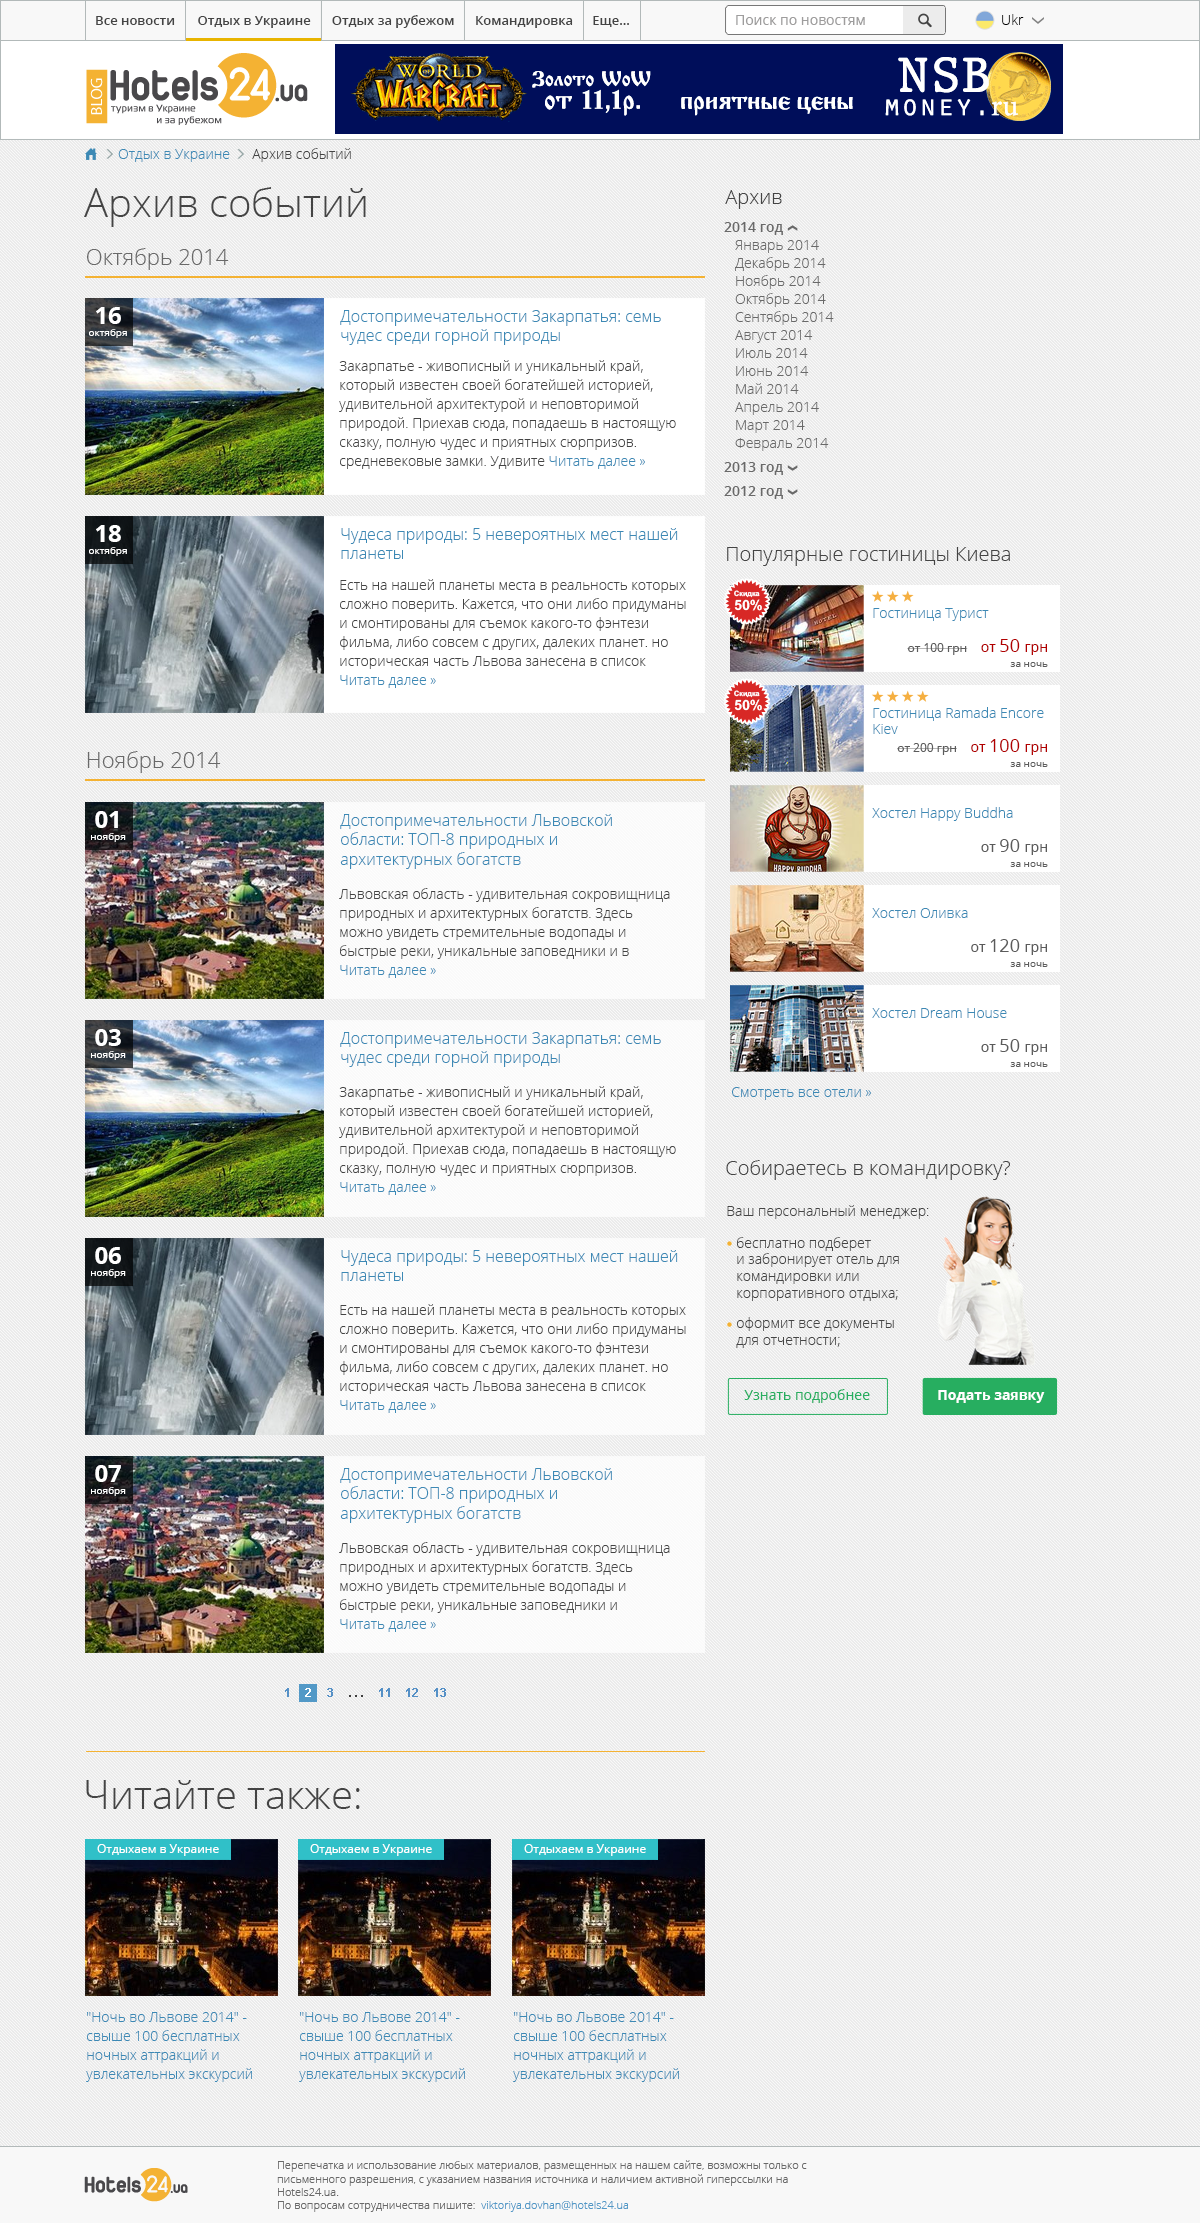 Все новости
Отдых в Украине
Отдых за рубежом
Командировка
Еще...
Поиск по новостям
Ukr
BLOG
Hotels24.ua
туризм в Украине
и за рубежом
WORLD
WARCRAFT
Золото WoW
от 11,1р.
приятные цены
NSB
MONEY.ru
Отдых в Украине
Архив событий
Архив событий
Октябрь 2014
16
октября
Достопримечательности Закарпатья: семь
чудес среди горной природы
Закарпатье - живописный и уникальный край,
который известен своей богатейшей историей,
удивительной архитектурой и неповторимой
природой. Приехав сюда, попадаешь в настоящую
сказку, полную чудес и приятных сюрпризов.
средневековые замки. Удивите Читать далее »
18
октября
Чудеса природы: 5 невероятных мест нашей
планеты
Есть на нашей планеты места в реальность которых
сложно поверить. Кажется, что они либо придуманы
и смонтированы для съемок какого-то фэнтези
фильма, либо совсем с других, далеких планет. но
историческая часть Львова занесена в список
Читать далее »
Ноябрь 2014
01
ноября
Достопримечательности Львовской
области: ТОП-8 природных и
архитектурных богатств
Львовская область - удивительная сокровищница
природных и архитектурных богатств. Здесь
можно увидеть стремительные водопады и
быстрые реки, уникальные заповедники и в
Читать далее »
03
ноября
Достопримечательности Закарпатья: семь
чудес среди горной природы
Закарпатье - живописный и уникальный край,
который известен своей богатейшей историей,
удивительной архитектурой и неповторимой
природой. Приехав сюда, попадаешь в настоящую
сказку, полную чудес и приятных сюрпризов.
Читать далее »
06
ноября
Чудеса природы: 5 невероятных мест нашей
планеты
Есть на нашей планеты места в реальность которых
сложно поверить. Кажется, что они либо придуманы
и смонтированы для съемок какого-то фэнтези
фильма, либо совсем с других, далеких планет. но
историческая часть Львова занесена в список
Читать далее »
07
ноября
Достопримечательности Львовской
области: ТОП-8 природных и
архитектурных богатств
Львовская область - удивительная сокровищница
природных и архитектурных богатств. Здесь
можно увидеть стремительные водопады и
быстрые реки, уникальные заповедники и
Читать далее »
1 2 3 ... 11 12 13
Архив
2014 год
Январь 2014
Декабрь 2014
Ноябрь 2014
Октябрь 2014
Сентябрь 2014
Август 2014
Июль 2014
Июнь 2014
Май 2014
Апрель 2014
Март 2014
Февраль 2014
2013 год
2012 год
Популярные гостиницы Киева
Скидка
50%
HOTEL
Гостиница Турист
от 100 грн от 50 грн
за ночь
Скидка
50%
Гостиница Ramada Encore
Kiev
от 200 грн от 100 грн
за ночь
HAPPY BUDDHA
Хостел Happy Buddha
от 90 грн
за ночь
Хостел Оливка
от 120 грн
за ночь
Хостел Dream House
от 50 грн
за ночь
Смотреть все отели »
Собираетесь в командировку?
Ваш персональный менеджер:
бесплатно подберет
и забронирует отель для
командировки или
корпоративного отдыха;
оформит все документы
для отчетности;
Узнать подробнее
Подать заявку
Читайте также:
Отдыхаем в Украине
"Ночь во Львове 2014" -
свыше 100 бесплатных
ночных аттракций и
увлекательных экскурсий
Отдыхаем в Украине
"Ночь во Львове 2014" -
свыше 100 бесплатных
ночных аттракций и
увлекательных экскурсий
Отдыхаем в Украине
"Ночь во Львове 2014" -
свыше 100 бесплатных
ночных аттракций и
увлекательных экскурсий
Hotels24.ua
Перепечатка и использование любых материалов, размещенных на нашем сайте, возможны только с
письменного разрешения, с указанием названия источника и наличием активной гиперссылки на
Hotels24.ua.
По вопросам сотрудничества пишите: viktoriya.dovhan@hotels24.ua